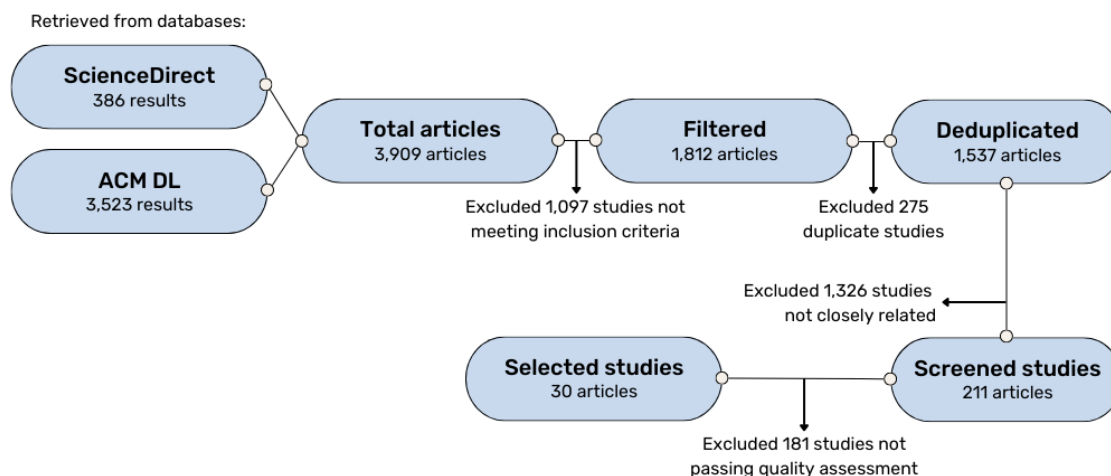 Retrieved from databases:
ScienceDirect
386 results
ACM DL
3,523 results
Total articles
3,909 articles
Excluded 1,097 studies not
meeting inclusion criteria
Filtered
1,812 articles
Excluded 275
duplicate studies
Deduplicated
1,537 articles
Excluded 1,326 studies
not closely related
Screened studies
211 articles
Excluded 181 studies not
passing quality assessment
Selected studies
30 articles